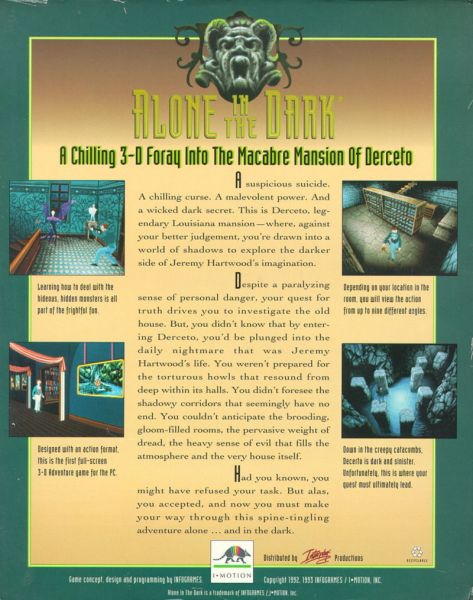 ALONE IN THE DARK
A Chilling 3-D Foray Into The Macabre Mansion Of Derceto
A suspicious suicide.
A chilling curse. A malevolent power. And
a wicked dark secret. This is Derceto, leg-
endary Louisiana mansion—where, against
your better judgement, you're drawn into a
world of shadows to explore the darker
side of Jeremy Hartwood's imagination.
Learning how to deal with the
hideous, hidden monsters is all
part of the frightful fun.
Depending on your location in the
room, you will view the action
from up to nine different angles.
Despite a paralyzing
sense of personal danger, your quest for
truth drives you to investigate the old
house. But, you didn't know that by enter-
ing Derceto, you'd be plunged into the
daily nightmare that was Jeremy
Hartwood's life. You weren't prepared for
the torturous howls that resound from
deep within its halls. You didn't foresee the
shadowy corridors that seemingly have no
end. You couldn't anticipate the brooding,
gloom-filled rooms, the pervasive weight of
dread, the heavy sense of evil that fills the
atmosphere and the very house itself.
Designed with an action format,
this is the first full-screen
3-D Adventure game for the PC.
Down in the creepy catacombs,
Decerto is dark and sinister.
Unfortunately, this is where your
quest must ultimately lead.
Had you known, you
might have refused your task. But alas,
you accepted, and now you must make
your way through this spine-tingling
adventure alone ... and in the dark.
I•MOTION
Distributed by Interplay Productions
RECYCLABLE
Game concept, design and programming by INFOGRAMES
Copyright 1992, 1993 INFOGRAMES / I•MOTION, INC.
Alone In The Dark is a trademark of INFOGRAMES / I•MOTION, INC.